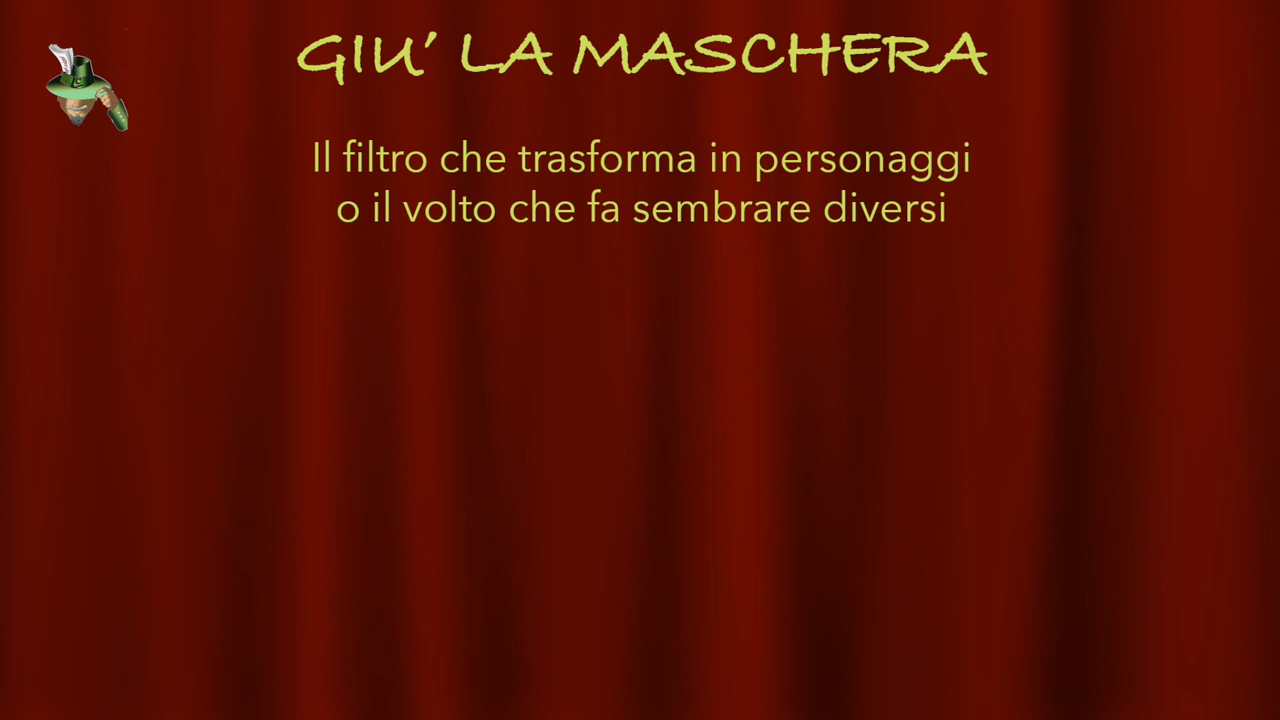 GIU’ LA MASCHERA
Il filtro che trasforma in personaggi
o il volto che fa sembrare diversi